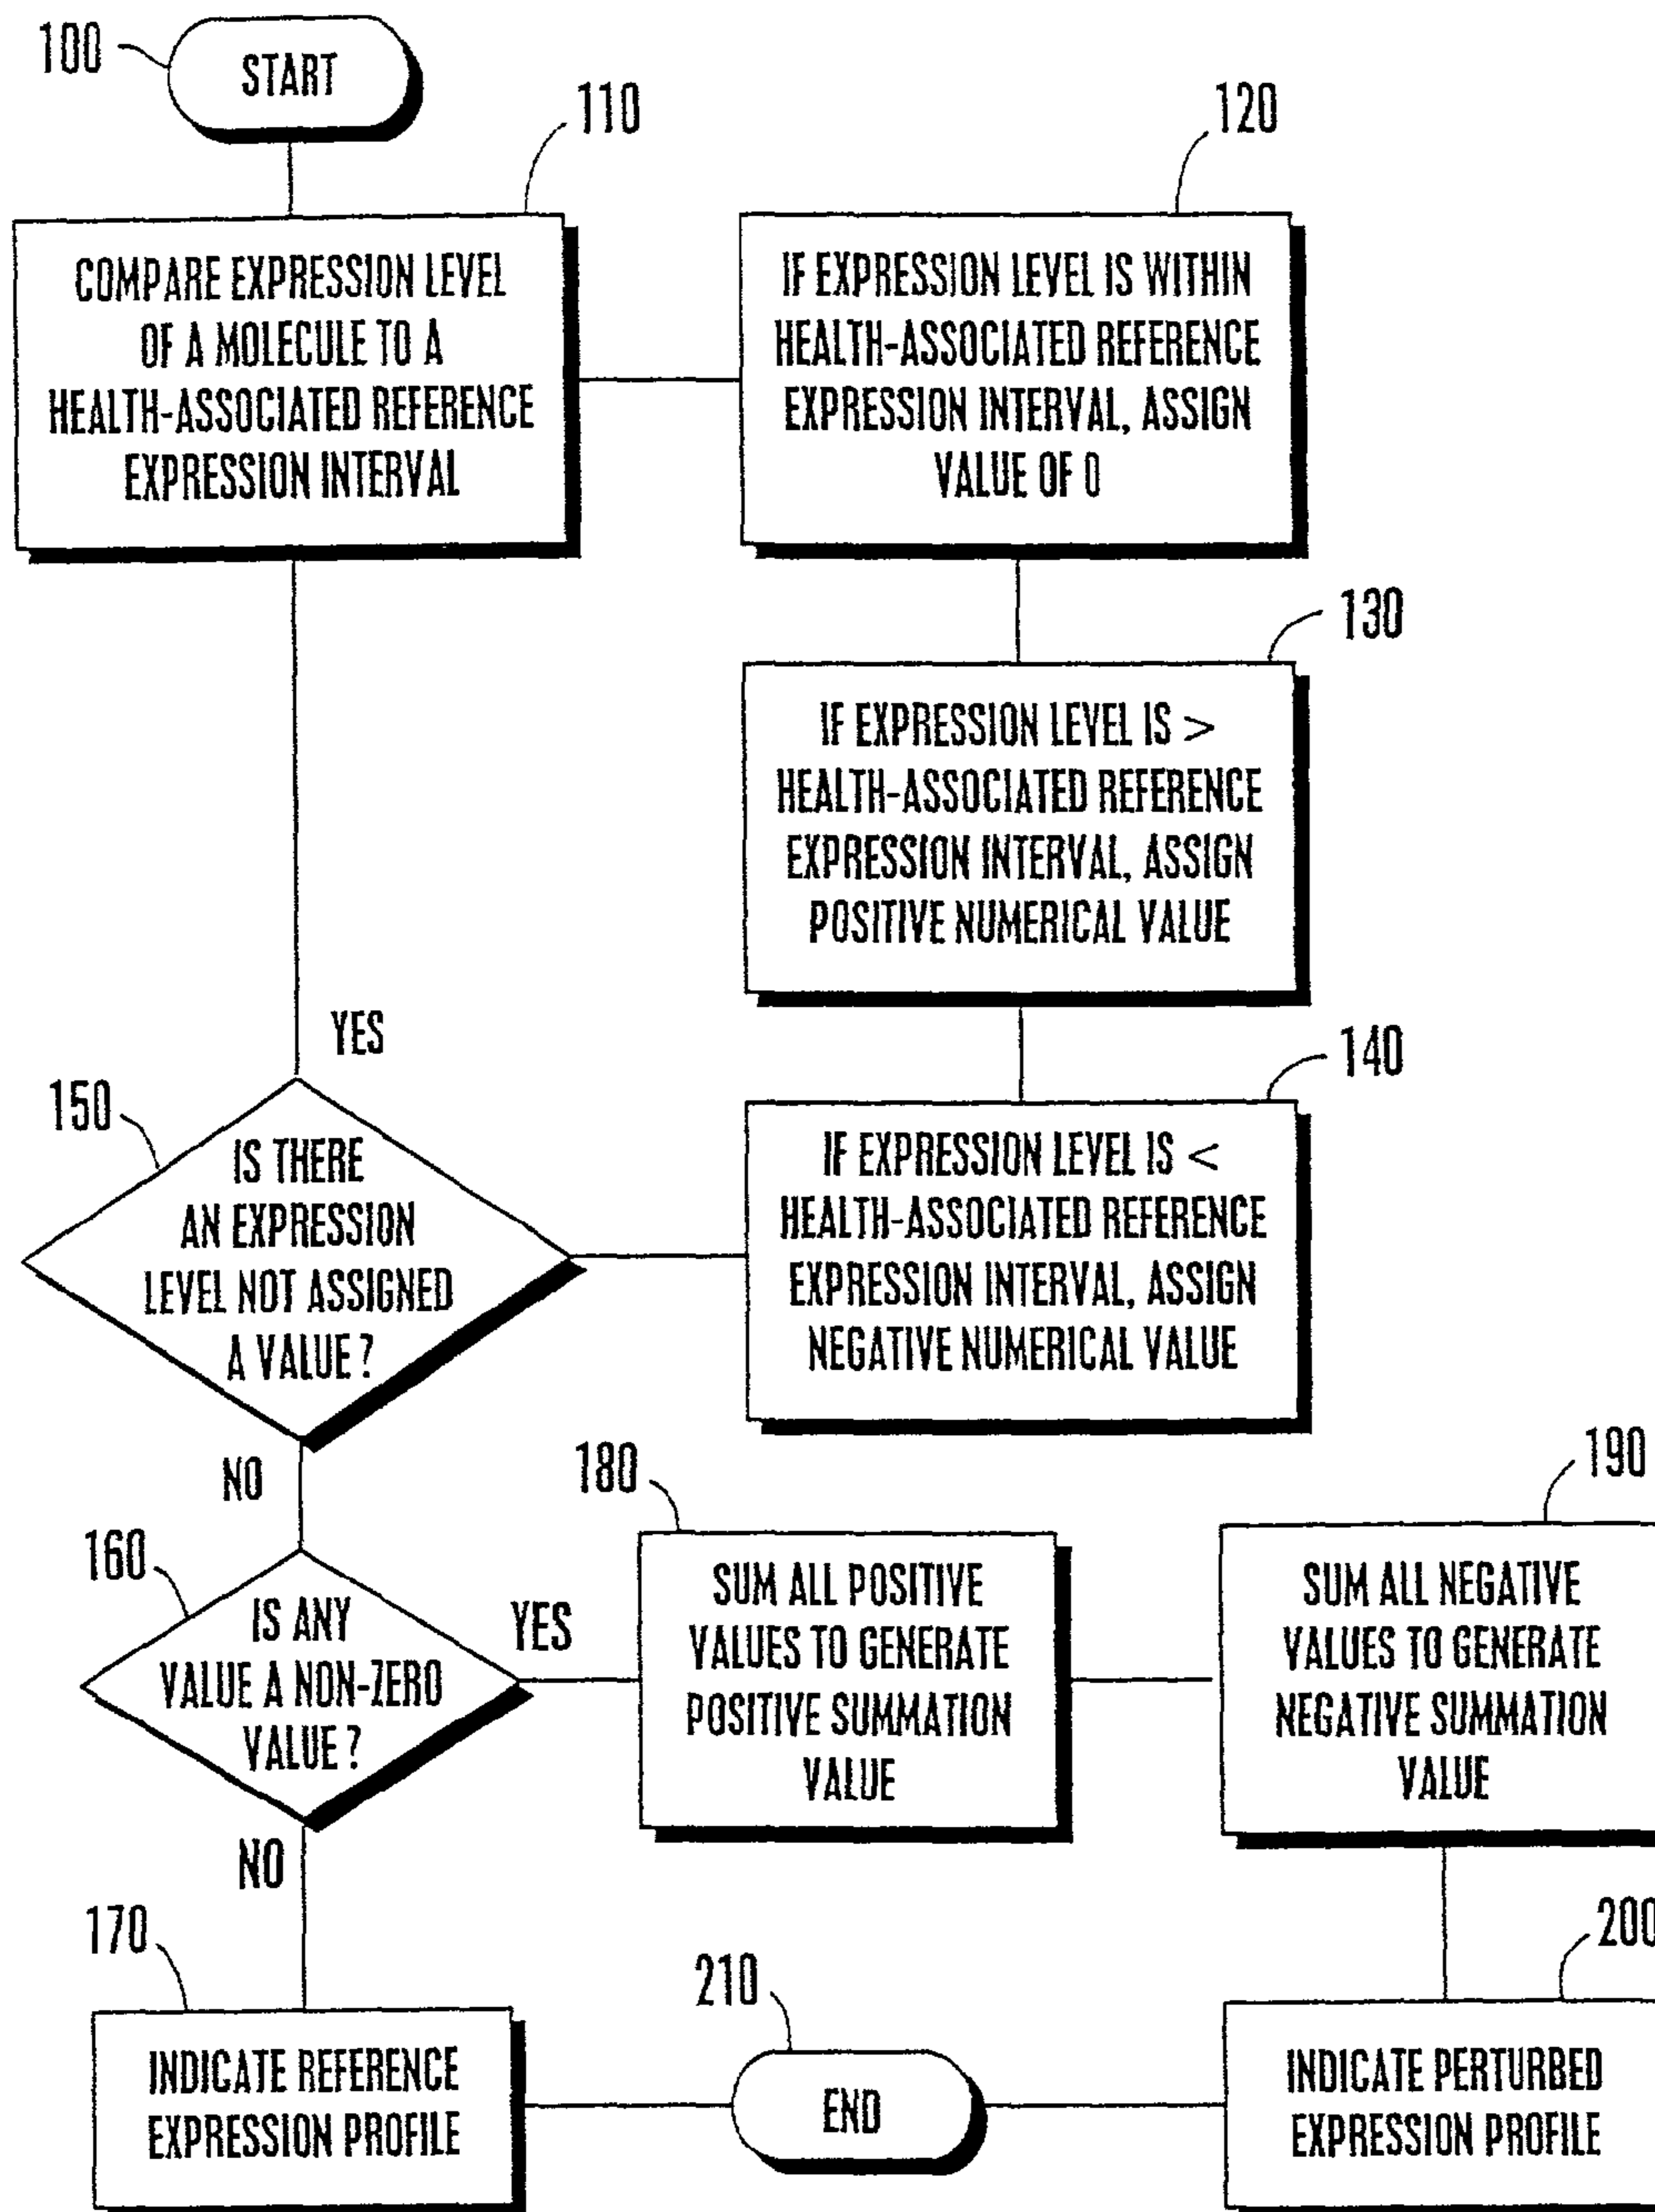 100
START
110
COMPARE EXPRESSION LEVEL
OF A MOLECULE TO A
HEALTH-ASSOCIATED REFERENCE
EXPRESSION INTERVAL
120
IF EXPRESSION LEVEL IS WITHIN
HEALTH-ASSOCIATED REFERENCE
EXPRESSION INTERVAL, ASSIGN
VALUE OF 0
130
IF EXPRESSION LEVEL IS >
HEALTH-ASSOCIATED REFERENCE
EXPRESSION INTERVAL, ASSIGN
POSITIVE NUMERICAL VALUE
140
IF EXPRESSION LEVEL IS <
HEALTH-ASSOCIATED REFERENCE
EXPRESSION INTERVAL, ASSIGN
NEGATIVE NUMERICAL VALUE
YES
150
IS THERE
AN EXPRESSION
LEVEL NOT ASSIGNED
A VALUE?
NO
160
IS ANY
VALUE A NON-ZERO
VALUE?
YES
NO
180
SUM ALL POSITIVE
VALUES TO GENERATE
POSITIVE SUMMATION
VALUE
190
SUM ALL NEGATIVE
VALUES TO GENERATE
NEGATIVE SUMMATION
VALUE
170
INDICATE REFERENCE
EXPRESSION PROFILE
210
END
200
INDICATE PERTURBED
EXPRESSION PROFILE